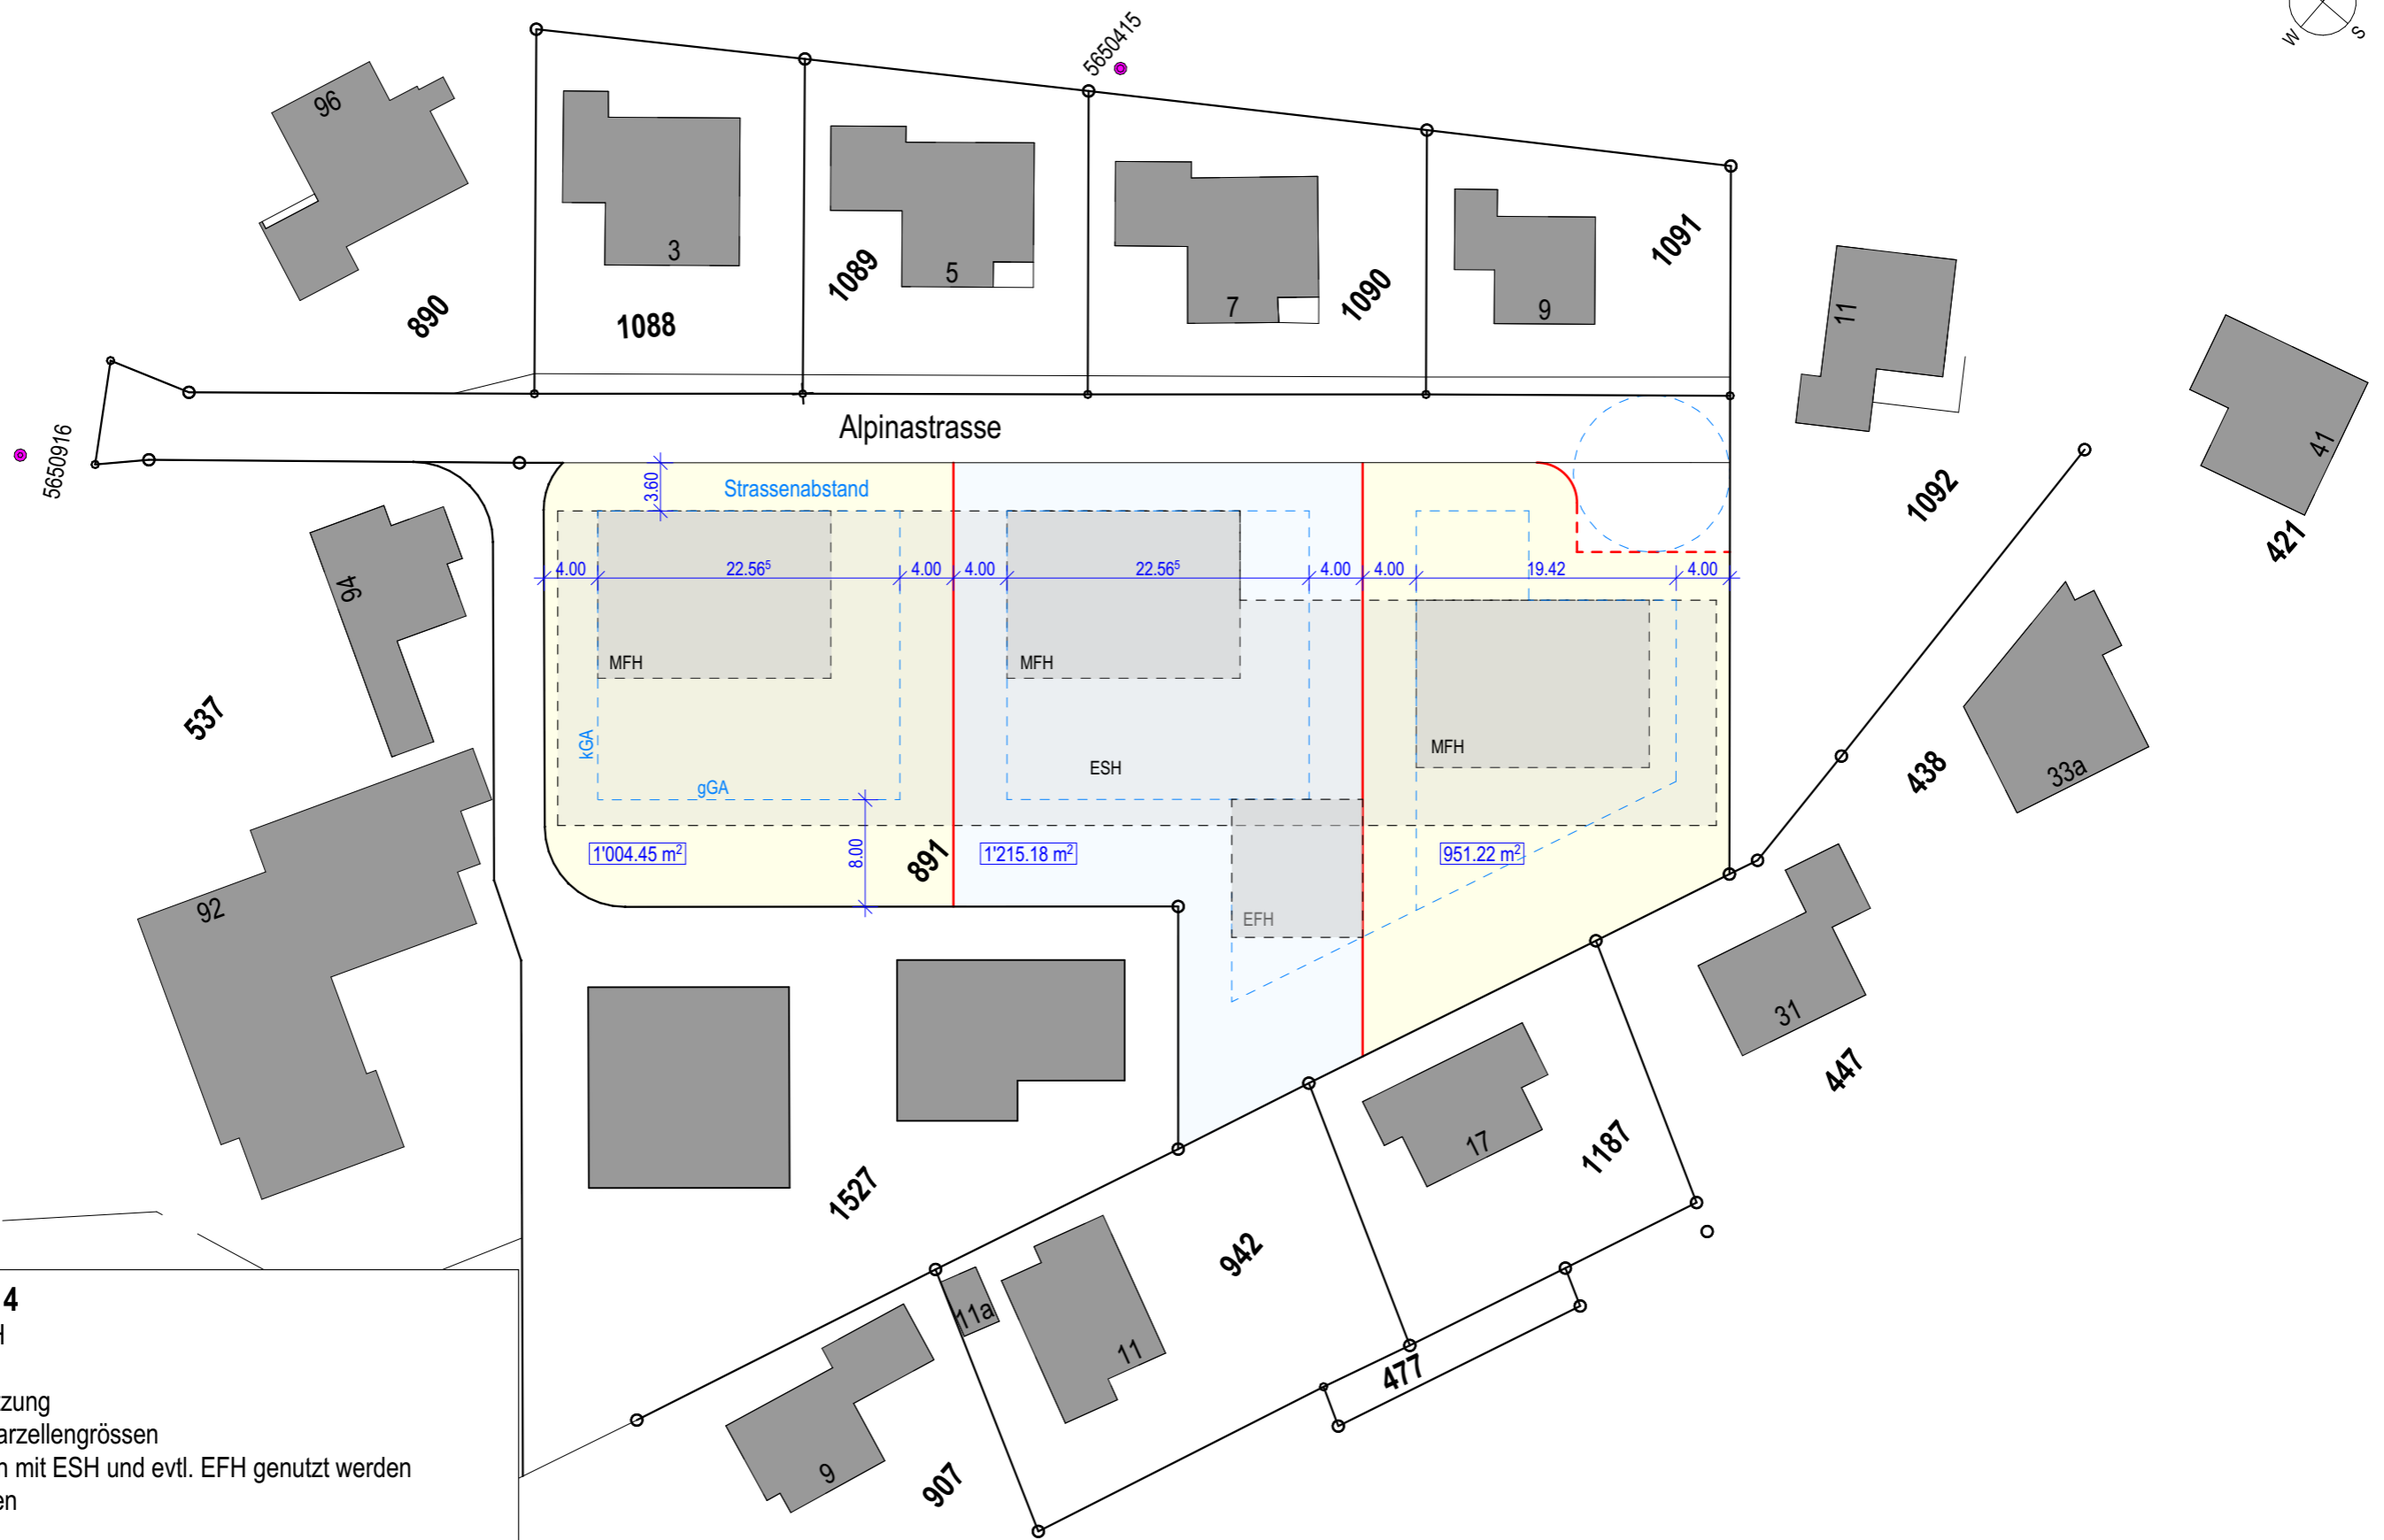 W
S
5650415
96
3
1089
5
7
1090
9
1091
11
890
1088
41
Alpinastrasse
5650916
1092
421
3.60
Strassenabstand
4.00
22.56⁵
4.00
4.00
22.56⁵
4.00
4.00
19.42
4.00
94
MFH
MFH
MFH
537
kGA
gGA
ESH
438
33a
1'004.45 m²
8.00
891
1'215.18 m²
951.22 m²
92
EFH
31
447
17
1187
1527
942
11a
11
477
9
907
4
H
zung
arzellengrössen
n mit ESH und evtl. EFH genutzt werden
en